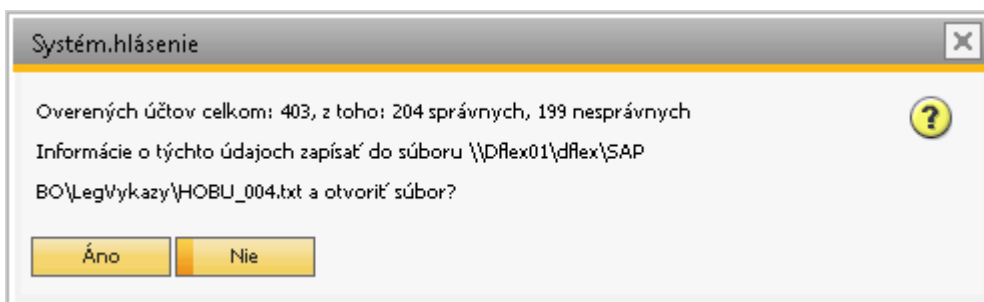 Systém.hlásenie
Overených účtov celkom: 403, z toho: 204 správnych, 199 nesprávnych
Informácie o týchto údajoch zapísať do súboru \\Dflex01\dflex\SAP
BO\LegVykazy\HOBU_004.txt a otvoriť súbor?
Áno
Nie